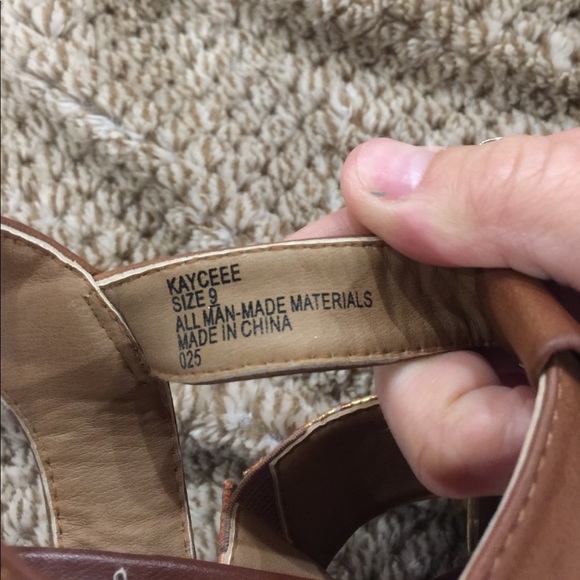 KAYCEEE
SIZE 9
ALL MAN-MADE MATERIALS
MADE IN CHINA
025